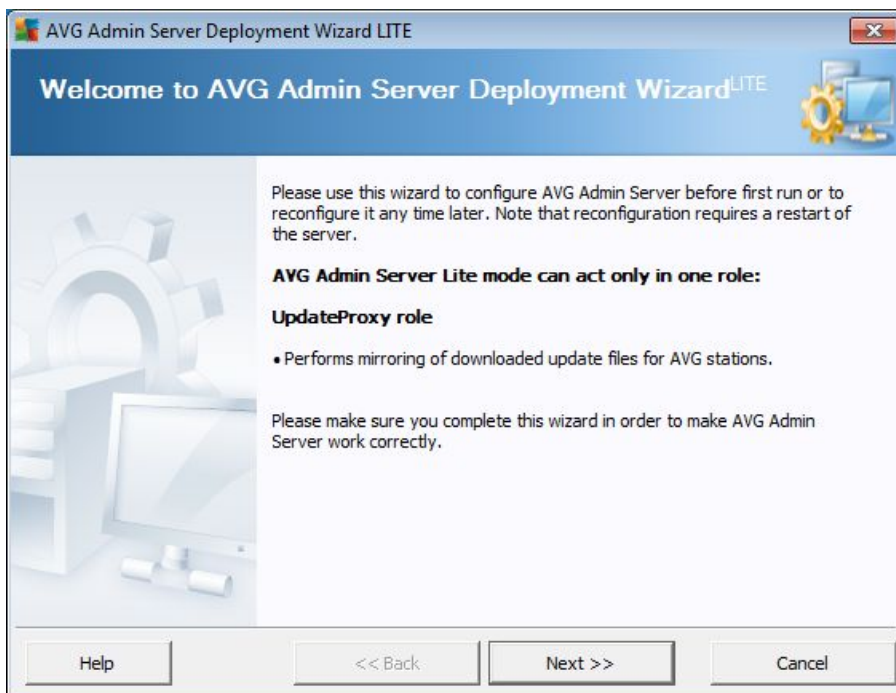 AVG Admin Server Deployment Wizard LITE
Welcome to AVG Admin Server Deployment Wizard LITE
Please use this wizard to configure AVG Admin Server before first run or to
reconfigure it any time later. Note that reconfiguration requires a restart of
the server.
AVG Admin Server Lite mode can act only in one role:
UpdateProxy role
• Performs mirroring of downloaded update files for AVG stations.
Please make sure you complete this wizard in order to make AVG Admin
Server work correctly.
Help
<< Back
Next >>
Cancel